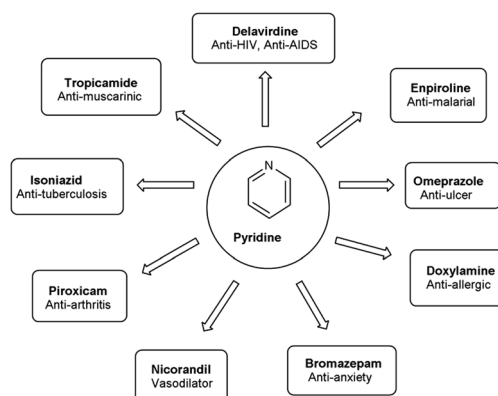 Delavirdine
Anti-HIV, Anti-AIDS
Tropicamide
Anti-muscarinic
Enpiroline
Anti-malarial
Isoniazid
Anti-tuberculosis
N
Pyridine
Omeprazole
Anti-ulcer
Piroxicam
Anti-arthritis
Doxylamine
Anti-allergic
Nicorandil
Vasodilator
Bromazepam
Anti-anxiety